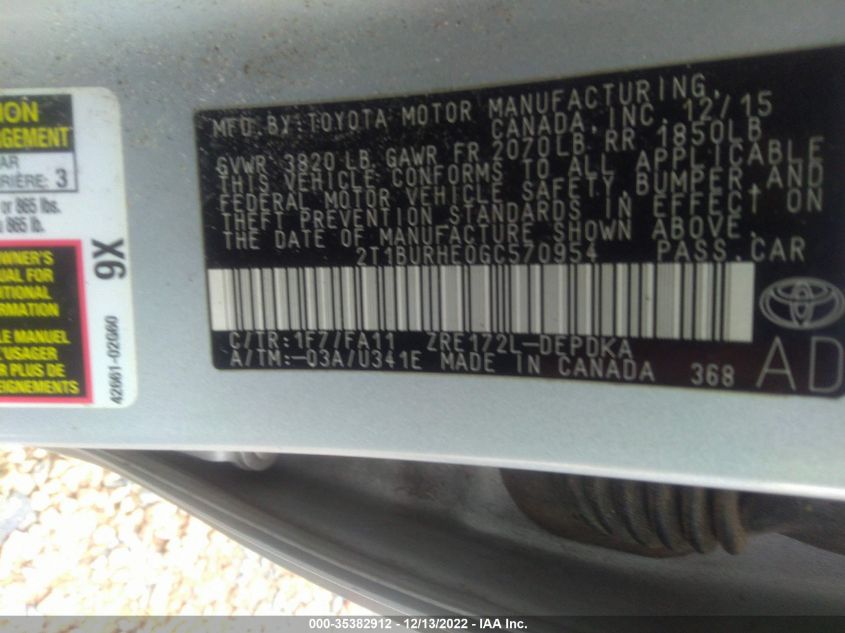 ION
GEMENT
AR
RIÈRE: 3
or 865 lbs.
u 865 lb.
WNER'S
UAL FOR
ITIONAL
RMATION
RE MANUEL
L'USAGER
R PLUS DE
EIGNEMENTS
9X
42661-02G60
MFD. BY: TOYOTA MOTOR MANUFACTURING,
CANADA, INC. 12/15
GVWR 3820 LB GAWR FR 2070LB RR 1850LB
THIS VEHICLE CONFORMS TO ALL APPLICABLE
FEDERAL MOTOR VEHICLE SAFETY, BUMPER, AND
THEFT PREVENTION STANDARDS IN EFFECT ON
THE DATE OF MANUFACTURE SHOWN ABOVE.
2T1BURHE0GC570954 PASS. CAR
C/TR: 1F7/FA11 ZRE172L-DEPDKA
A/TM:-03A/U341E MADE IN CANADA 368
AD
000-35382912 - 12/13/2022 - IAA Inc.